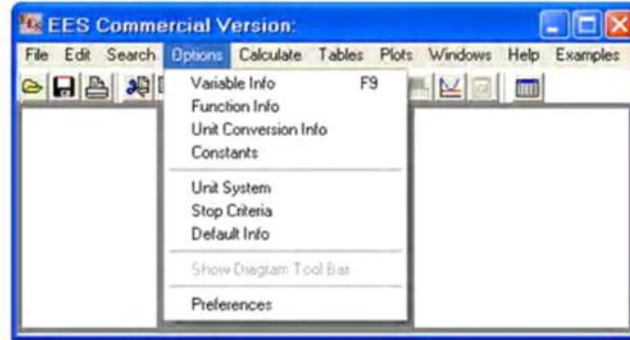 EES Commercial Version:
File Edit Search Options Calculate Tables Plots Windows Help Examples
Variable Info F9
Function Info
Unit Conversion Info
Constants
Unit System
Stop Criteria
Default Info
Show Diagram Tool Bar
Preferences